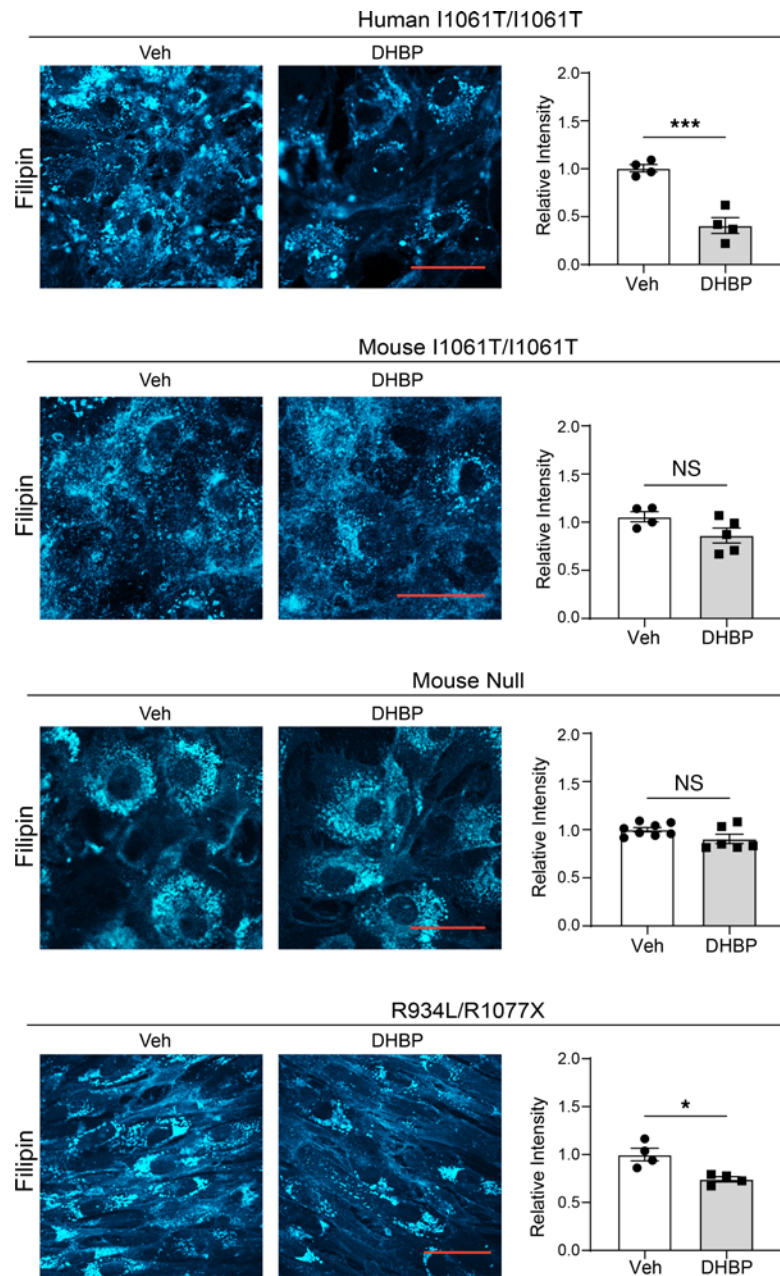 Human I1061T/I1061T
Veh DHBP
Filipin
Relative Intensity
2.0
1.5
1.0
0.5
0.0
***
Veh DHBP
Mouse I1061T/I1061T
Veh DHBP
Filipin
Relative Intensity
2.0
1.5
1.0
0.5
0.0
NS
Veh DHBP
Mouse Null
Veh DHBP
Filipin
Relative Intensity
2.0
1.5
1.0
0.5
0.0
NS
Veh DHBP
R934L/R1077X
Veh DHBP
Filipin
Relative Intensity
2.0
1.5
1.0
0.5
0.0
*
Veh DHBP